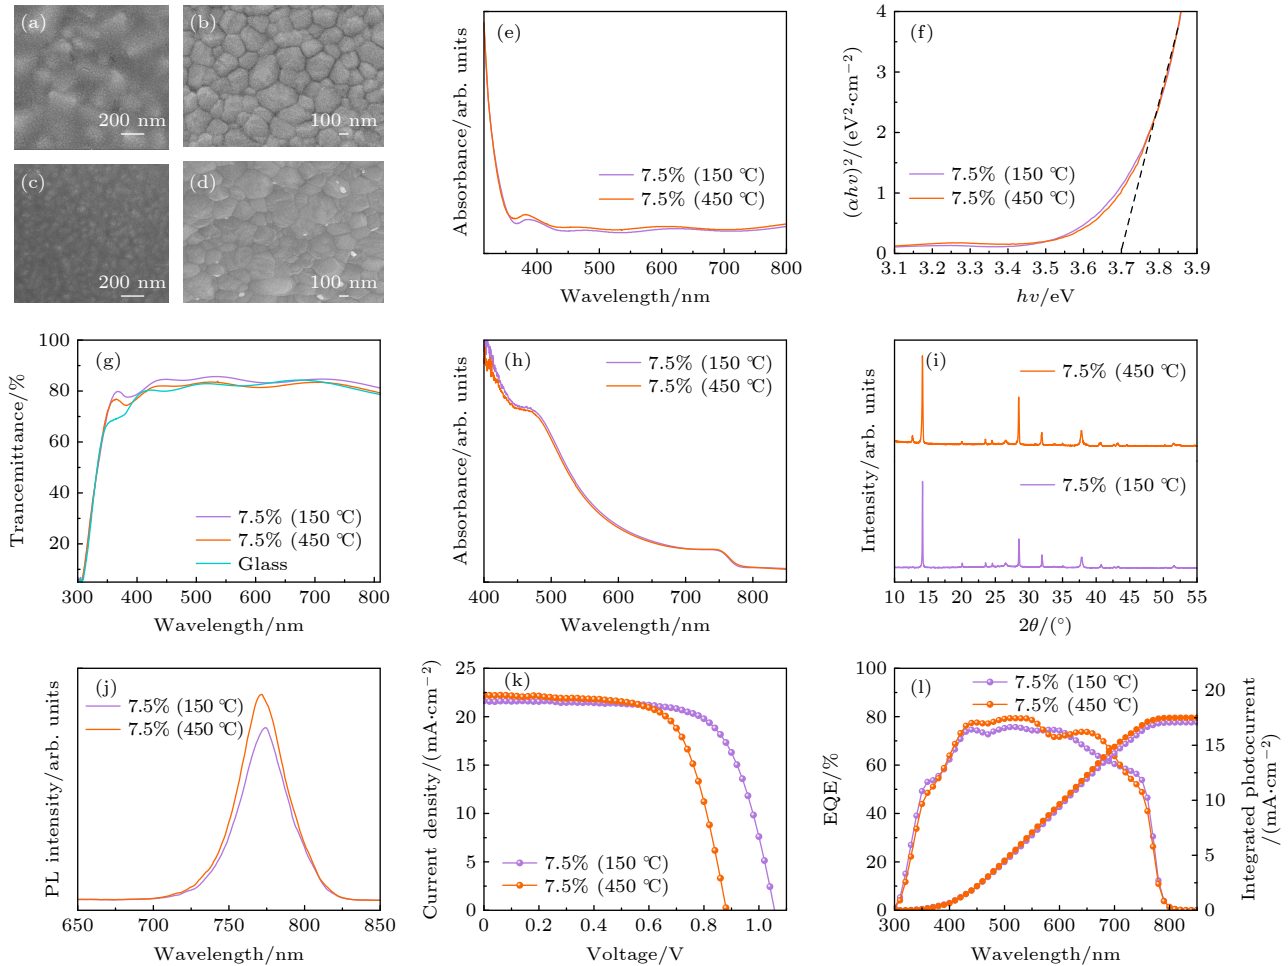 (a)
200 nm
(b)
100 nm
(c)
200 nm
(d)
100 nm
(e)
Absorbance/arb. units
7.5% (150 ℃)
7.5% (450 ℃)
400 500 600 700 800
Wavelength/nm
(f)
(αhν)²/(eV²·cm⁻²)
4
3
2
1
0
7.5% (150 ℃)
7.5% (450 ℃)
3.1 3.2 3.3 3.4 3.5 3.6 3.7 3.8 3.9
hν/eV
(g)
Trancemittance/%
100
80
60
40
20
7.5% (150 ℃)
7.5% (450 ℃)
Glass
300 400 500 600 700 800
Wavelength/nm
(h)
Absorbance/arb. units
7.5% (150 ℃)
7.5% (450 ℃)
400 500 600 700 800
Wavelength/nm
(i)
Intensity/arb. units
7.5% (450 ℃)
7.5% (150 ℃)
10 15 20 25 30 35 40 45 50 55
2θ/(°)
(j)
PL intensity/arb. units
7.5% (150 ℃)
7.5% (450 ℃)
650 700 750 800 850
Wavelength/nm
(k)
Current density/(mA·cm⁻²)
25
22
20
15
10
5
0
7.5% (150 ℃)
7.5% (450 ℃)
0 0.2 0.4 0.6 0.8 1.0
Voltage/V
(l)
EQE/%
100
80
60
40
20
0
7.5% (150 ℃)
7.5% (450 ℃)
20
15
10
5
0
Integrated photocurrent
/(mA·cm⁻²)
300 400 500 600 700 800
Wavelength/nm